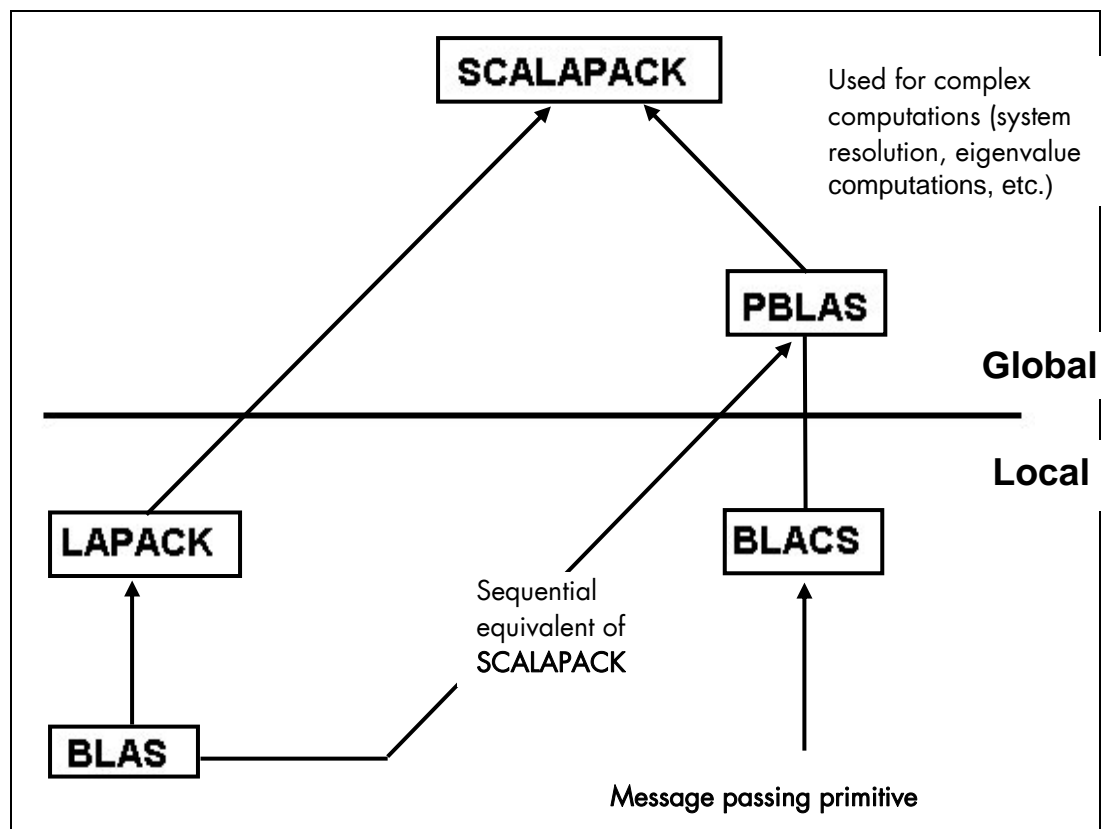 SCALAPACK
Used for complex
computations (system
resolution, eigenvalue
computations, etc.)
PBLAS
Global
Local
LAPACK
BLACS
Sequential
equivalent of
SCALAPACK
BLAS
Message passing primitive